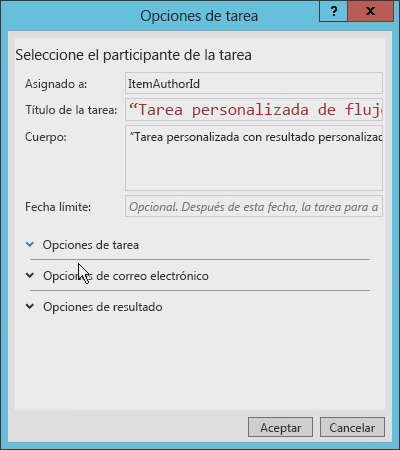 Opciones de tarea
? x
Seleccione el participante de la tarea
Asignado a: ItemAuthorId
Título de la tarea: “Tarea personalizada de fluj
Cuerpo: "Tarea personalizada con resultado personalizad
Fecha límite: Opcional. Después de esta fecha, la tarea para a
Opciones de tarea
Opciones de correo electrónico
Opciones de resultado
Aceptar Cancelar